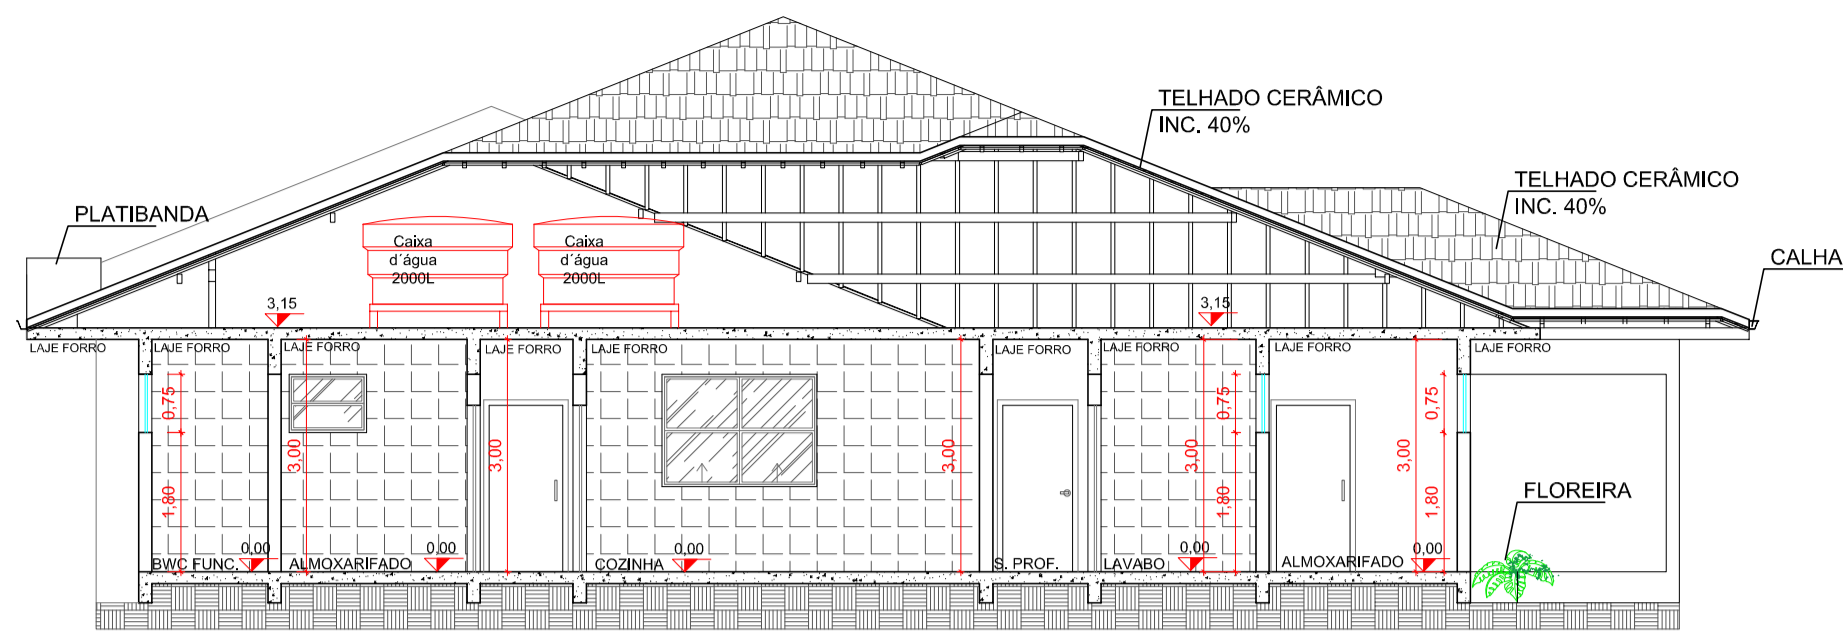 TELHADO CERÂMICO
INC. 40%
TELHADO CERÂMICO
INC. 40%
PLATIBANDA
CALHA
Caixa
d´água
2000L
Caixa
d´água
2000L
3,15
3,15
LAJE FORRO
LAJE FORRO
LAJE FORRO
LAJE FORRO
LAJE FORRO
LAJE FORRO
LAJE FORRO
LAJE FORRO
LAJE FORRO
0,75
0,75
0,75
3,00
3,00
3,00
3,00
3,00
1,80
1,80
1,80
FLOREIRA
0,00
0,00
0,00
0,00
0,00
BWC FUNC.
ALMOXARIFADO
COZINHA
S. PROF.
LAVABO
ALMOXARIFADO